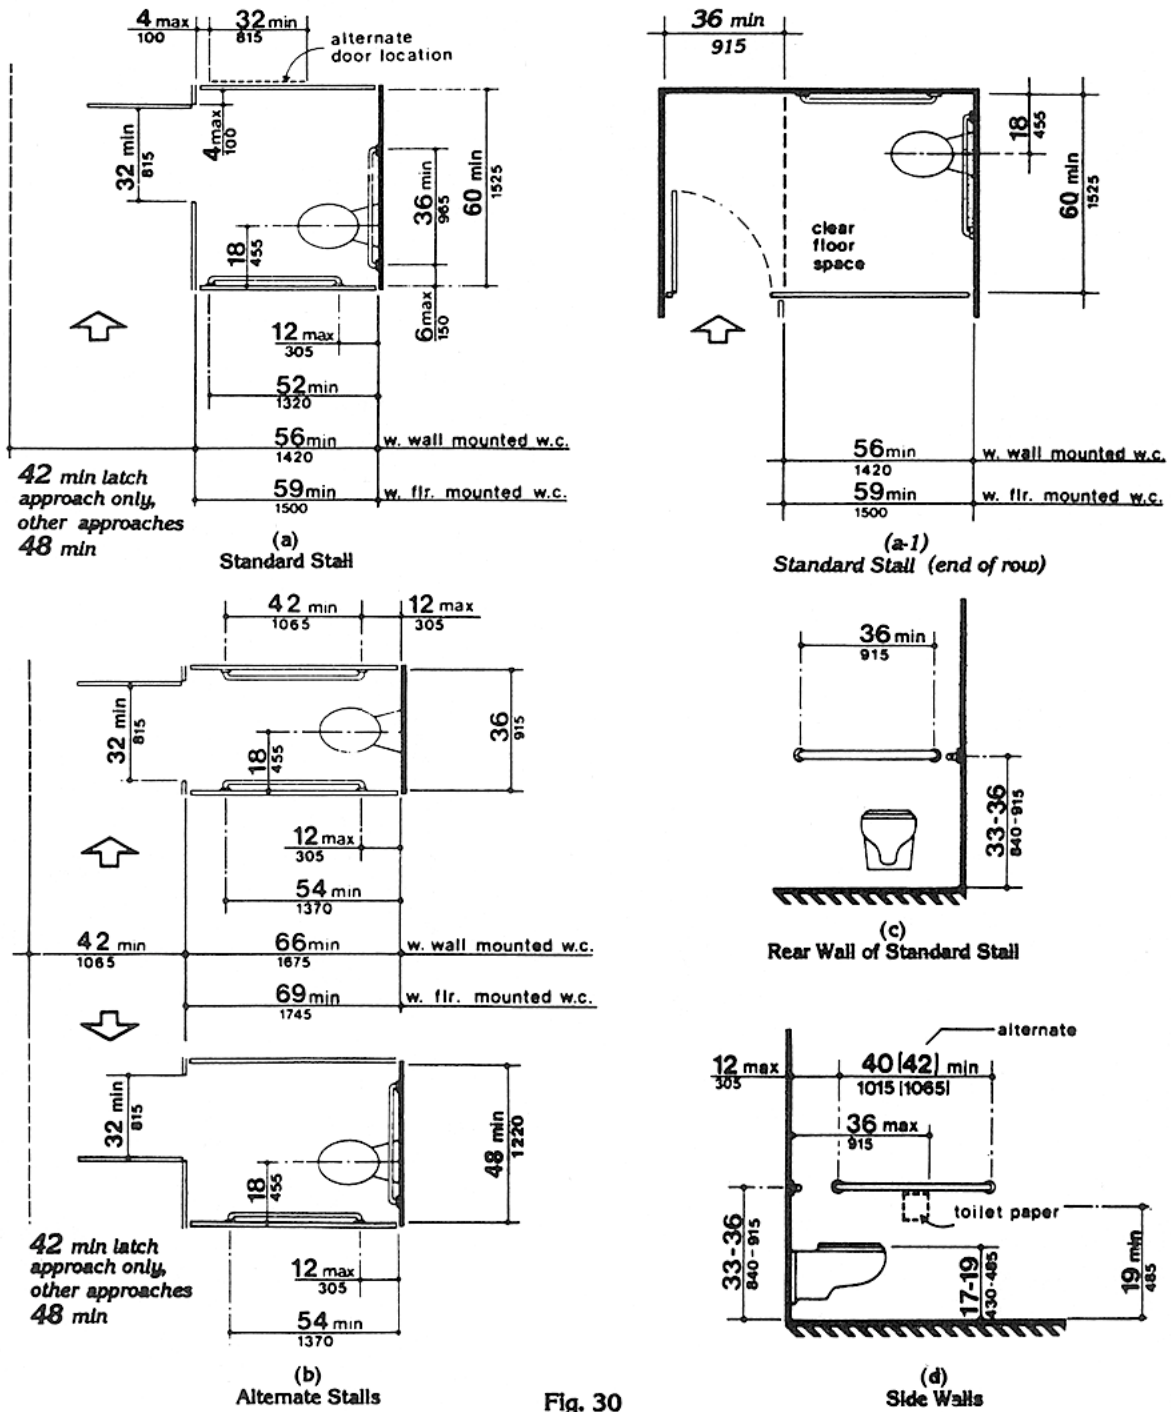 4 max
100
32 min
815
alternate
door location
32 min
815
4 max
100
36 min
965
60 min
1525
18
455
6 max
150
12 max
305
52 min
1320
56 min
1420
w. wall mounted w.c.
59 min
1500
w. flr. mounted w.c.
42 min latch
approach only,
other approaches
48 min
(a)
Standard Stall
36 min
915
18
455
60 min
1525
clear
floor
space
56 min
1420
w. wall mounted w.c.
59 min
1500
w. flr. mounted w.c.
(a-1)
Standard Stall (end of row)
42 min
1065
12 max
305
32 min
815
18
455
36
915
12 max
305
54 min
1370
42 min
1065
66 min
1675
w. wall mounted w.c.
69 min
1745
w. flr. mounted w.c.
32 min
815
18
455
48 min
1220
12 max
305
54 min
1370
42 min latch
approach only,
other approaches
48 min
(b)
Alternate Stalls
36 min
915
33-36
840-915
(c)
Rear Wall of Standard Stall
alternate
12 max
305
40 (42) min
1015 (1065)
36 max
915
toilet paper
33-36
840-915
17-19
430-485
19 min
485
(d)
Side Walls
Fig. 30